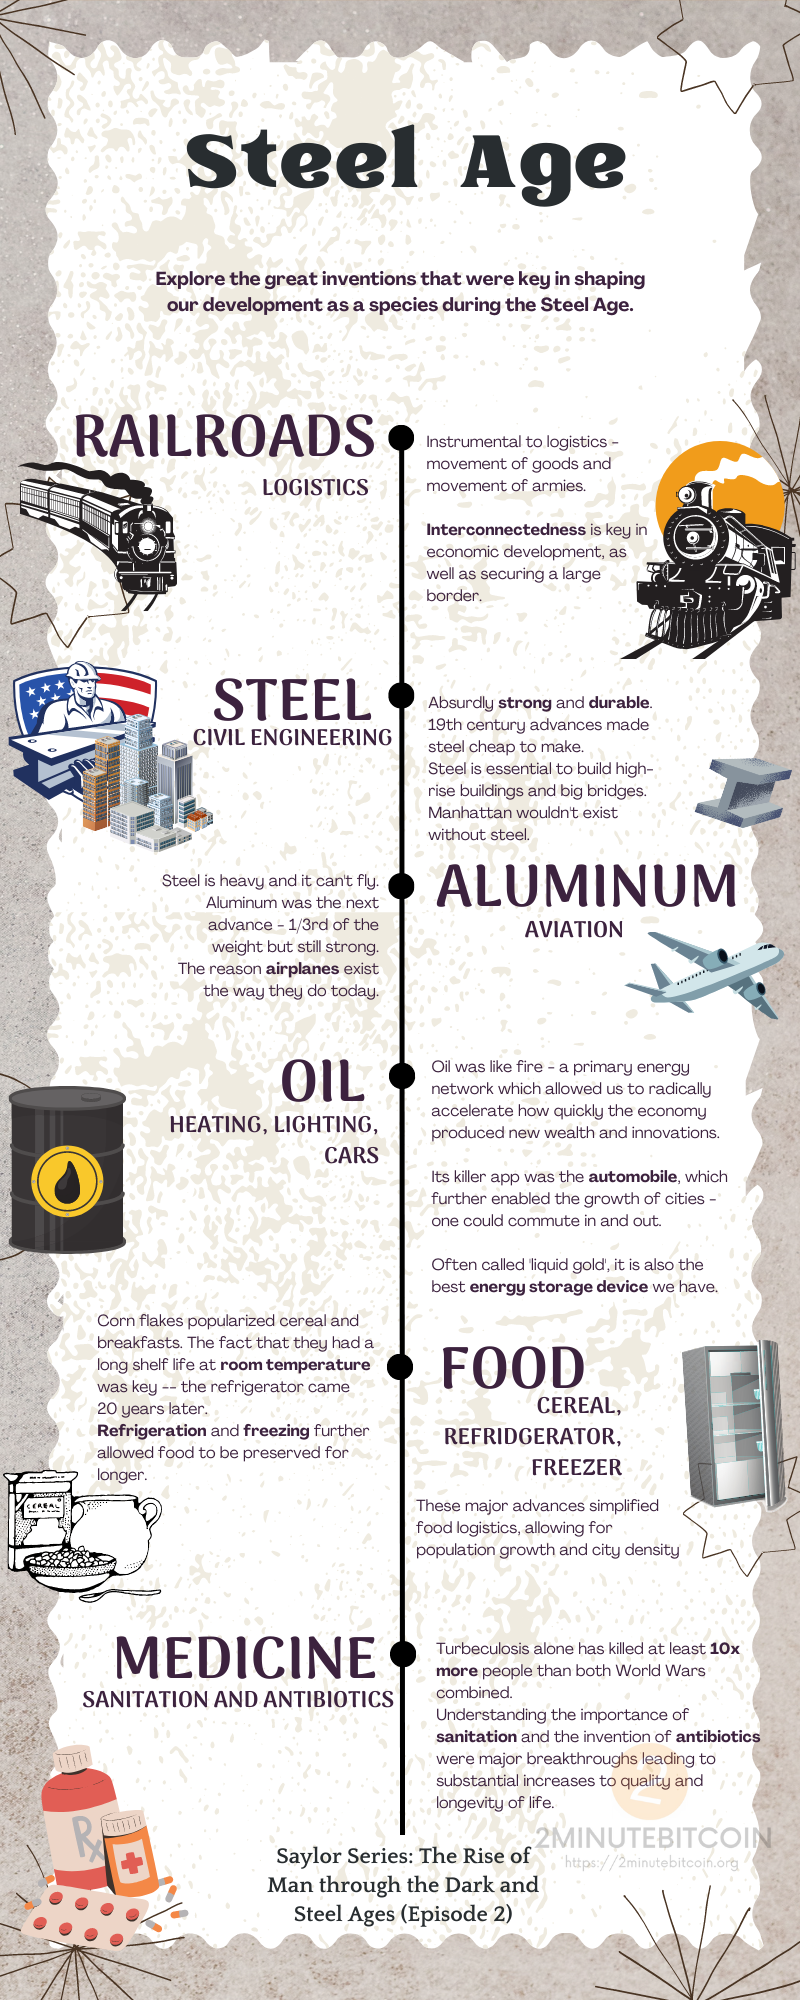 Steel Age
Explore the great inventions that were key in shaping
our development as a species during the Steel Age.
RAILROADS
LOGISTICS
Instrumental to logistics -
movement of goods and
movement of armies.
Interconnectedness is key in
economic development, as
well as securing a large
border.
STEEL
CIVIL ENGINEERING
Absurdly strong and durable.
19th century advances made
steel cheap to make.
Steel is essential to build high-
rise buildings and big bridges.
Manhattan wouldn't exist
without steel.
Steel is heavy and it can't fly.
Aluminum was the next
advance - 1/3rd of the
weight but still strong.
The reason airplanes exist
the way they do today.
ALUMINUM
AVIATION
OIL
HEATING, LIGHTING,
CARS
Oil was like fire - a primary energy
network which allowed us to radically
accelerate how quickly the economy
produced new wealth and innovations.
Its killer app was the automobile, which
further enabled the growth of cities -
one could commute in and out.
Often called 'liquid gold', it is also the
best energy storage device we have.
Corn flakes popularized cereal and
breakfasts. The fact that they had a
long shelf life at room temperature
was key -- the refrigerator came
20 years later.
Refrigeration and freezing further
allowed food to be preserved for
longer.
CEREAL
FOOD
CEREAL,
REFRIDGERATOR,
FREEZER
These major advances simplified
food logistics, allowing for
population growth and city density
MEDICINE
SANITATION AND ANTIBIOTICS
Turbeculosis alone has killed at least 10x
more people than both World Wars
combined.
Understanding the importance of
sanitation and the invention of antibiotics
were major breakthroughs leading to
substantial increases to quality and
longevity of life.
Rx
2
2MINUTEBITCOIN
https://2minutebitcoin.org
Saylor Series: The Rise of
Man through the Dark and
Steel Ages (Episode 2)